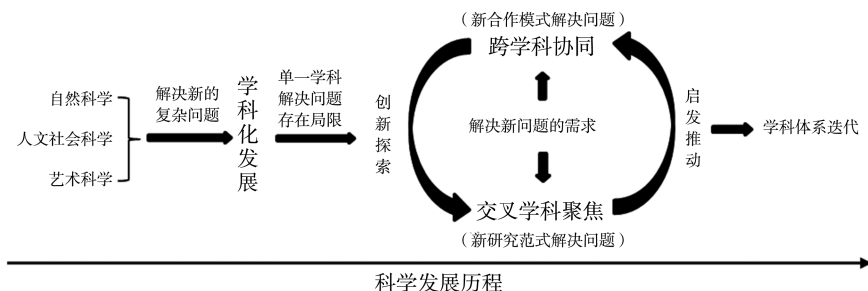 自然科学
人文社会科学
艺术科学
解决新的
复杂问题
学科化发展
单一学科
解决问题
存在局限
创新探索
（新合作模式解决问题）
跨学科协同
解决新问题的需求
交叉学科聚焦
（新研究范式解决问题）
启发推动
学科体系迭代
科学发展历程